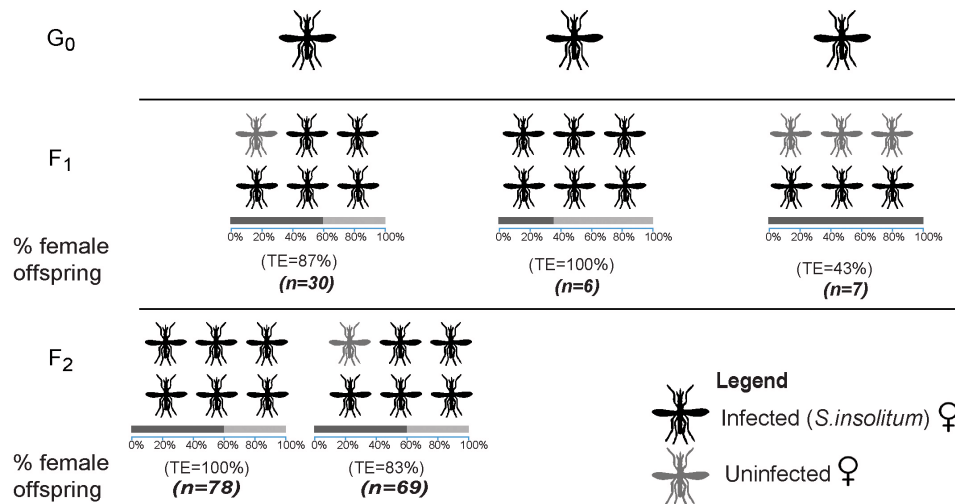 G0
F1
0% 20% 40% 60% 80% 100%
0% 20% 40% 60% 80% 100%
0% 20% 40% 60% 80% 100%
% female
offspring
(TE=87%)
(n=30)
(TE=100%)
(n=6)
(TE=43%)
(n=7)
F2
0% 20% 40% 60% 80% 100%
0% 20% 40% 60% 80% 100%
% female
offspring
(TE=100%)
(n=78)
(TE=83%)
(n=69)
Legend
Infected (S.insolitum) ♀
Uninfected ♀